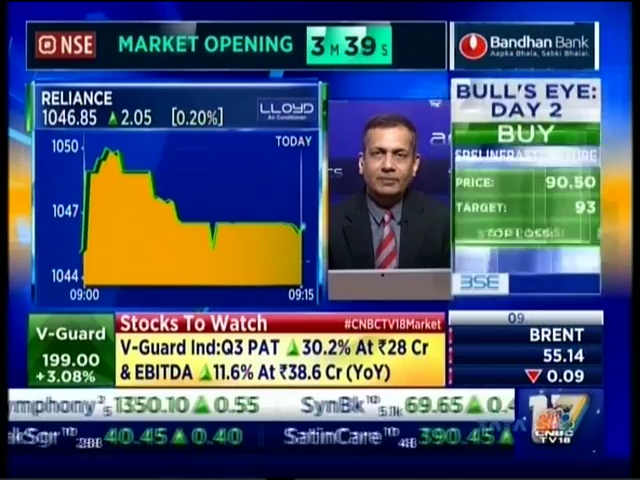 NSE
MARKET OPENING
3 M 39 S
Bandhan Bank
Aapka Bhala, Sabki Bhalai
RELIANCE
1046.85 ▲ 2.05 [0.20%]
LLOYD
Air Conditioner
TODAY
1050
1047
1044
09:00 09:15
BULL'S EYE:
DAY 2
BUY
PRICE: 90.50
TARGET: 93
BSE
V-Guard
199.00
+3.08%
Stocks To Watch #CNBCTV18Market
V-Guard Ind:Q3 PAT ▲30.2% At ₹28 Cr
& EBITDA ▲11.6% At ₹38.6 Cr (YoY)
09
BRENT
55.14
▼ 0.09
1350.10 ▲ 0.55 SynBk 69.65 ▲
40.45 ▲ 0.40 SatinCare 390.45
CNBC
TV18